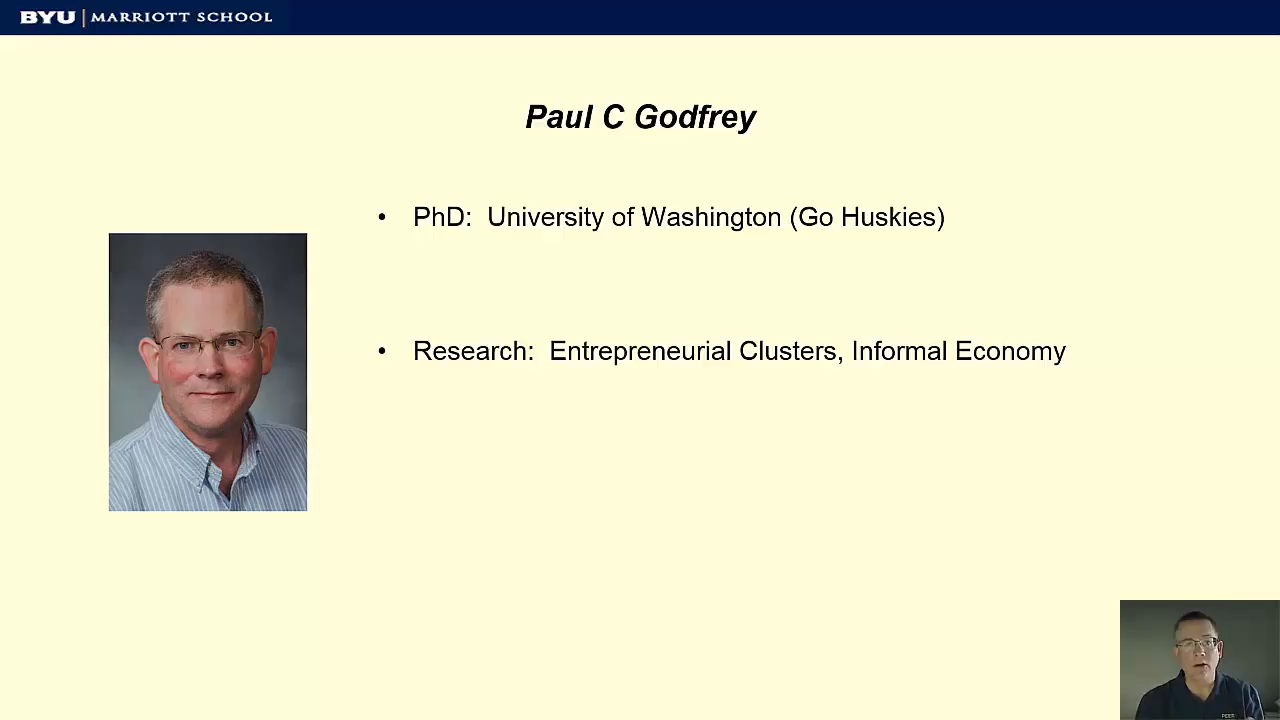 BYU | MARRIOTT SCHOOL
Paul C Godfrey
• PhD: University of Washington (Go Huskies)
• Research: Entrepreneurial Clusters, Informal Economy